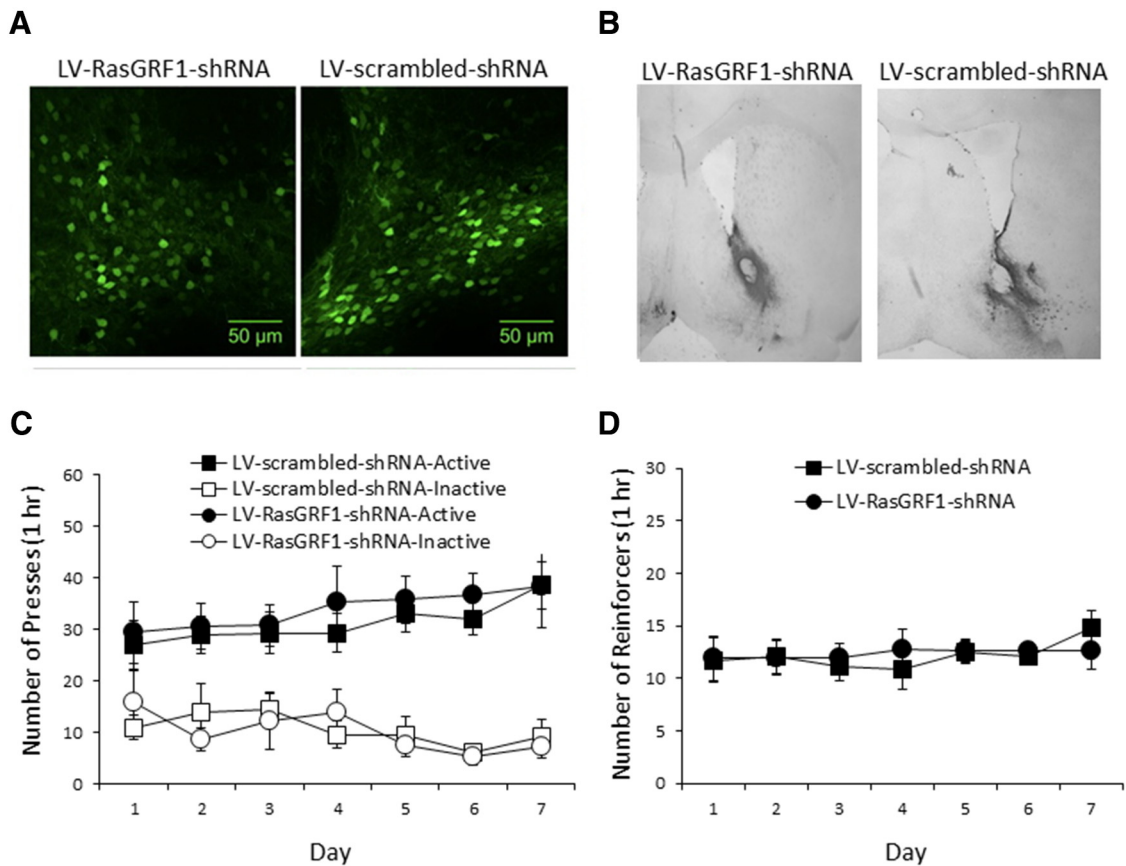 A
LV-RasGRF1-shRNA
LV-scrambled-shRNA
50 µm
50 µm
B
LV-RasGRF1-shRNA
LV-scrambled-shRNA
C
LV-scrambled-shRNA-Active
LV-scrambled-shRNA-Inactive
LV-RasGRF1-shRNA-Active
LV-RasGRF1-shRNA-Inactive
Number of Presses (1 hr)
60
50
40
30
20
10
0
1 2 3 4 5 6 7
Day
D
LV-scrambled-shRNA
LV-RasGRF1-shRNA
Number of Reinforcers (1 hr)
30
25
20
15
10
5
0
1 2 3 4 5 6 7
Day